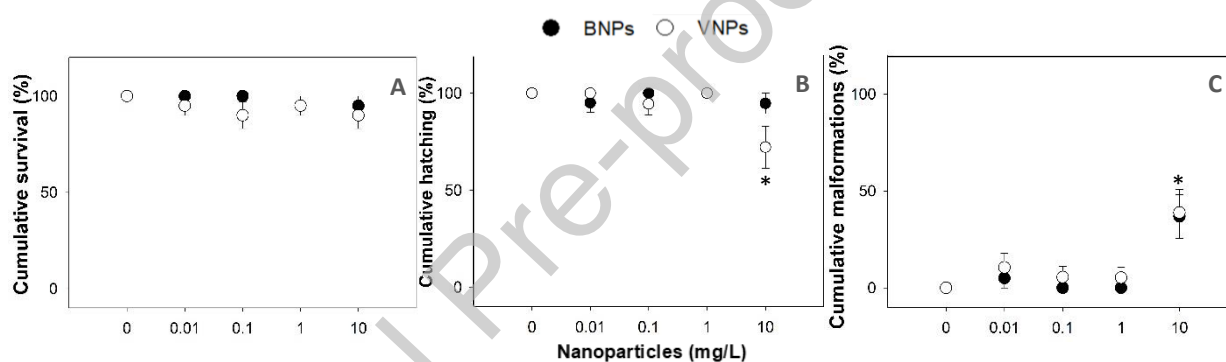 BNPs VNPs
Cumulative survival (%)
100
50
0
A
0 0.01 0.1 1 10
Cumulative hatching (%)
100
50
0
B
*
0 0.01 0.1 1 10
Nanoparticles (mg/L)
Cumulative malformations (%)
100
50
0
C
*
0 0.01 0.1 1 10
l Pre-proo